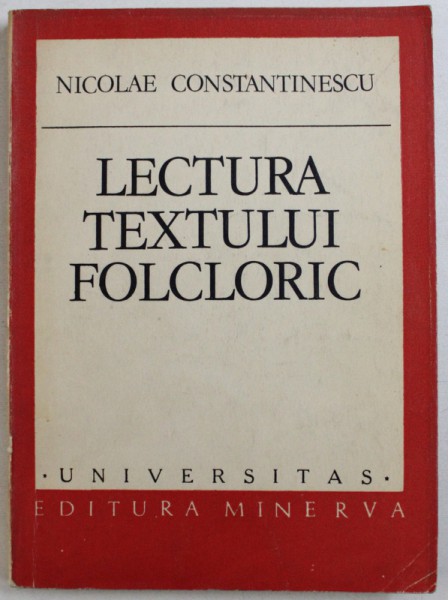 NICOLAE CONSTANTINESCU
LECTURA
TEXTULUI
FOLCLORIC
· UNIVERSITAS ·
EDITURA MINERVA